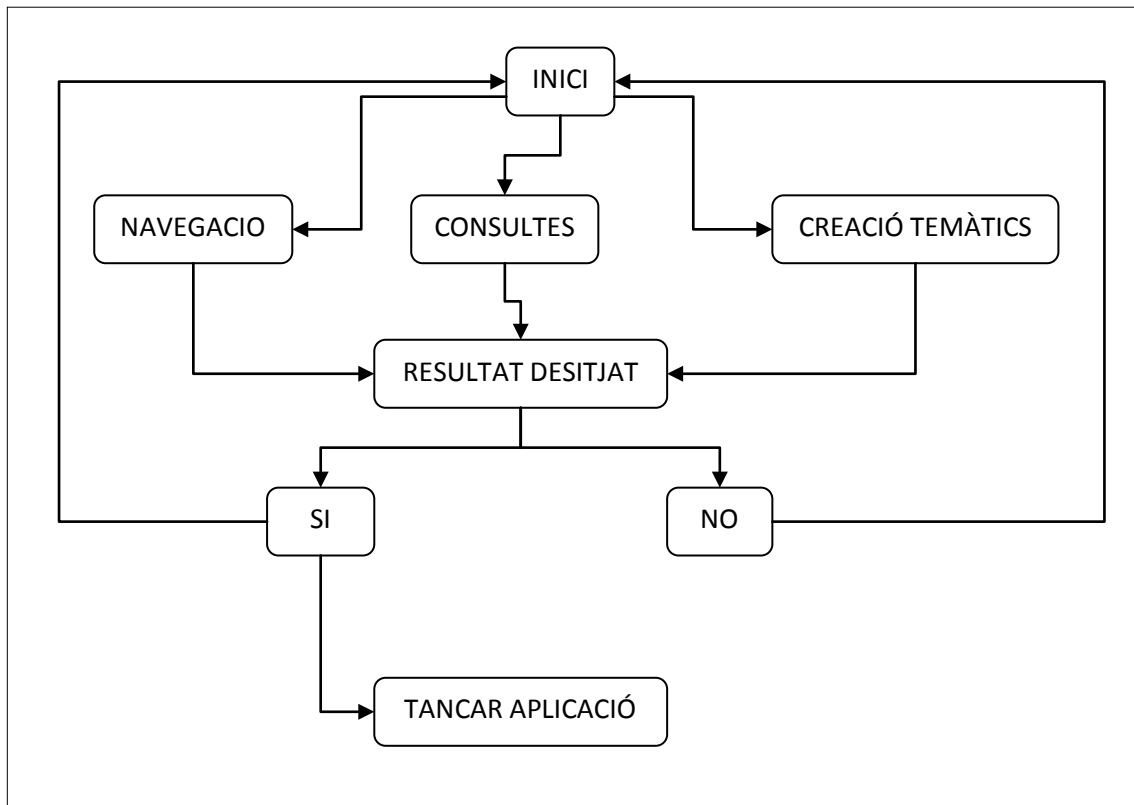 INICI
NAVEGACIO
CONSULTES
CREACIÓ TEMÀTICS
RESULTAT DESITJAT
SI
NO
TANCAR APLICACIÓ